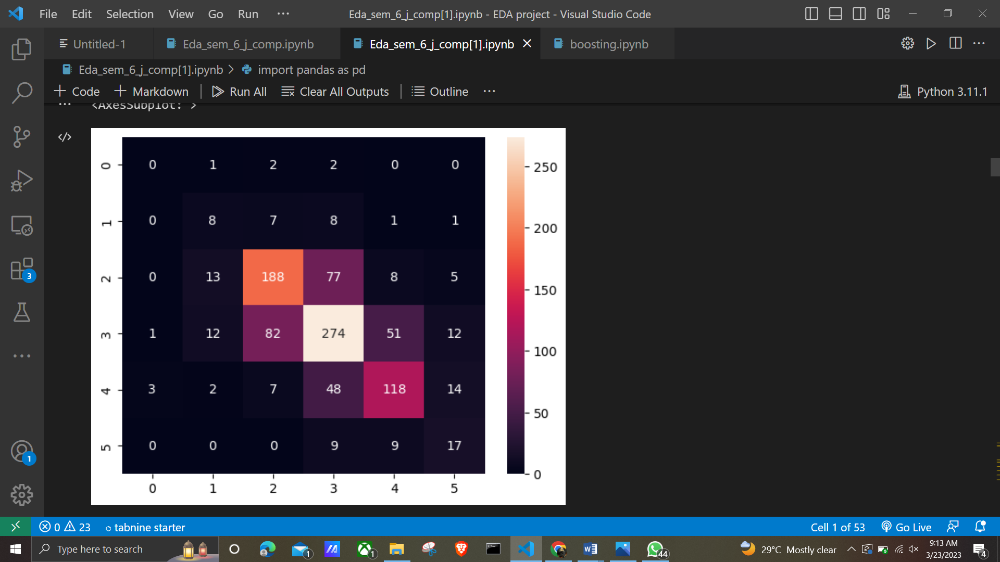 File Edit Selection View Go Run ··· Eda_sem_6_j_comp[1].ipynb - EDA project - Visual Studio Code
Untitled-1 Eda_sem_6_j_comp.ipynb Eda_sem_6_j_comp[1].ipynb boosting.ipynb
Eda_sem_6_j_comp[1].ipynb > import pandas as pd
+ Code + Markdown Run All Clear All Outputs Outline ··· Python 3.11.1
<AxesSubplot: >
0 0 1 2 2 0 0
1 0 8 7 8 1 1
2 0 13 188 77 8 5
3 1 12 82 274 51 12
4 3 2 7 48 118 14
5 0 0 0 9 9 17
0 1 2 3 4 5
250
200
150
100
50
0
3
1
0 23 tabnine starter Cell 1 of 53 Go Live
Type here to search 1 1 W 44 29°C Mostly clear 9:13 AM
3/23/2023
4